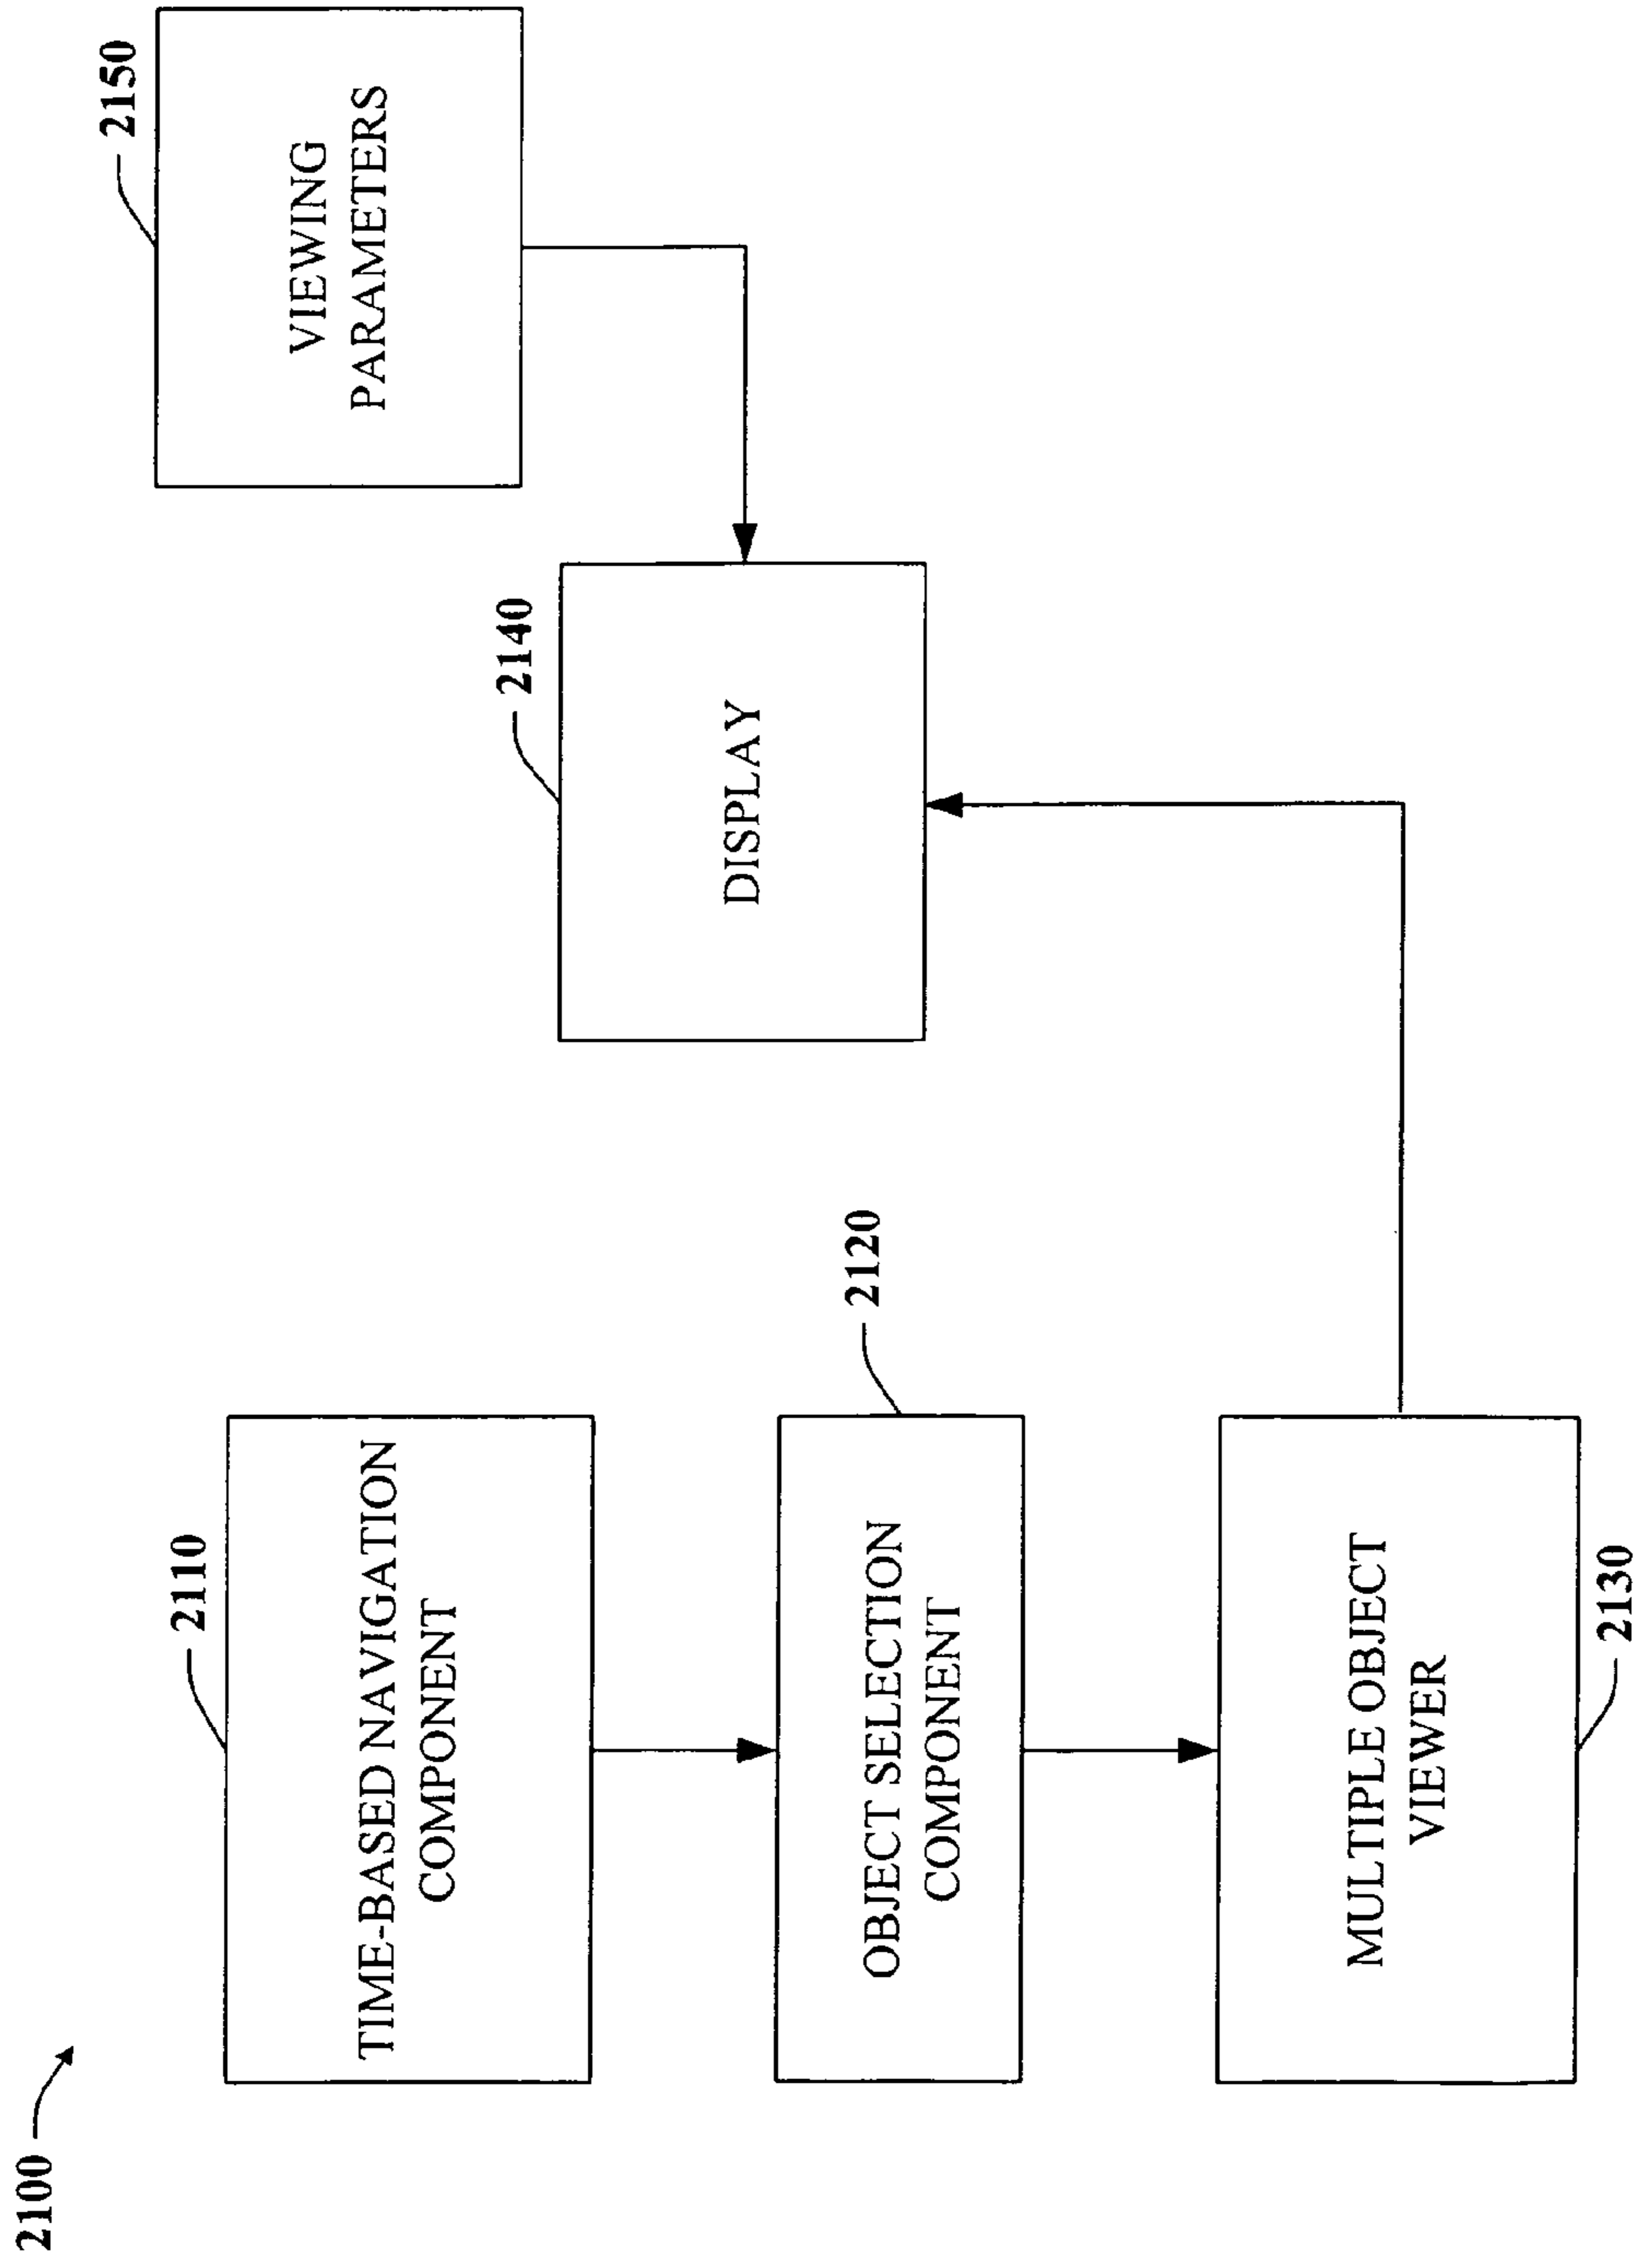 2100
2110
TIME-BASED NAVIGATION
COMPONENT
2120
OBJECT SELECTION
COMPONENT
MULTIPLE OBJECT
VIEWER
2130
2140
DISPLAY
2150
VIEWING
PARAMETERS